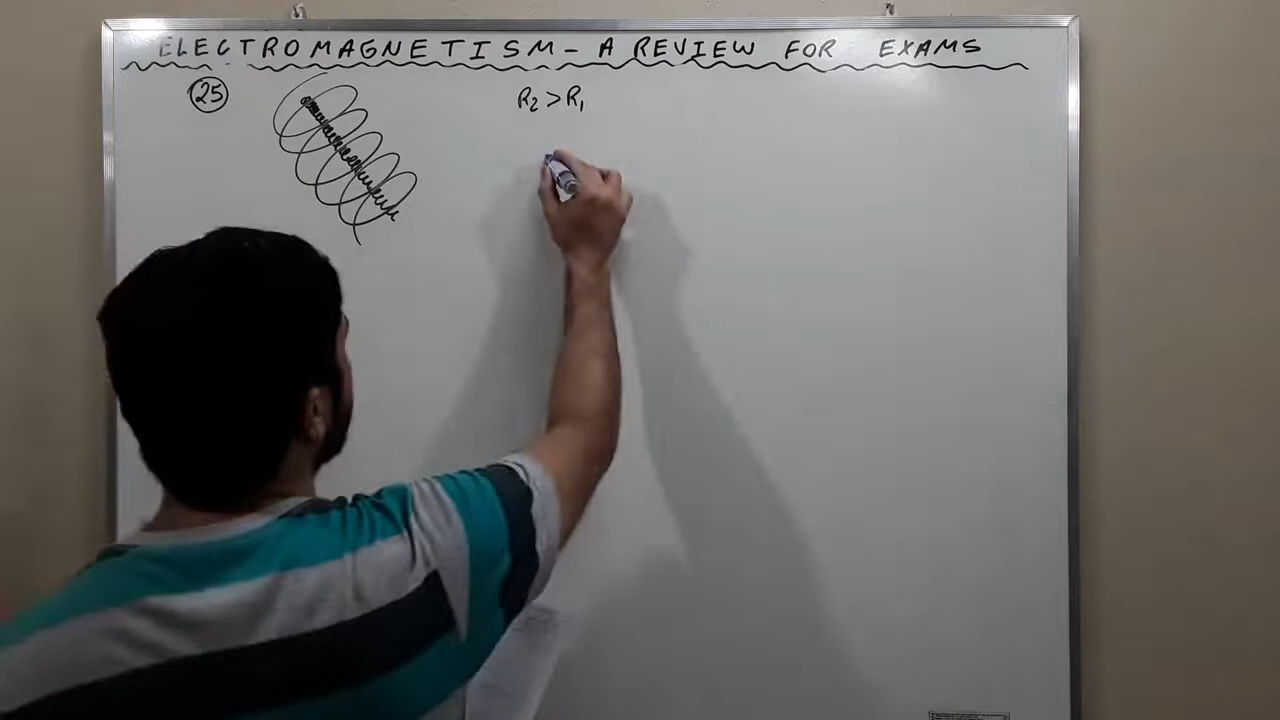 ELECTROMAGNETISM - A REVIEW FOR EXAMS
25
R₂ > R₁